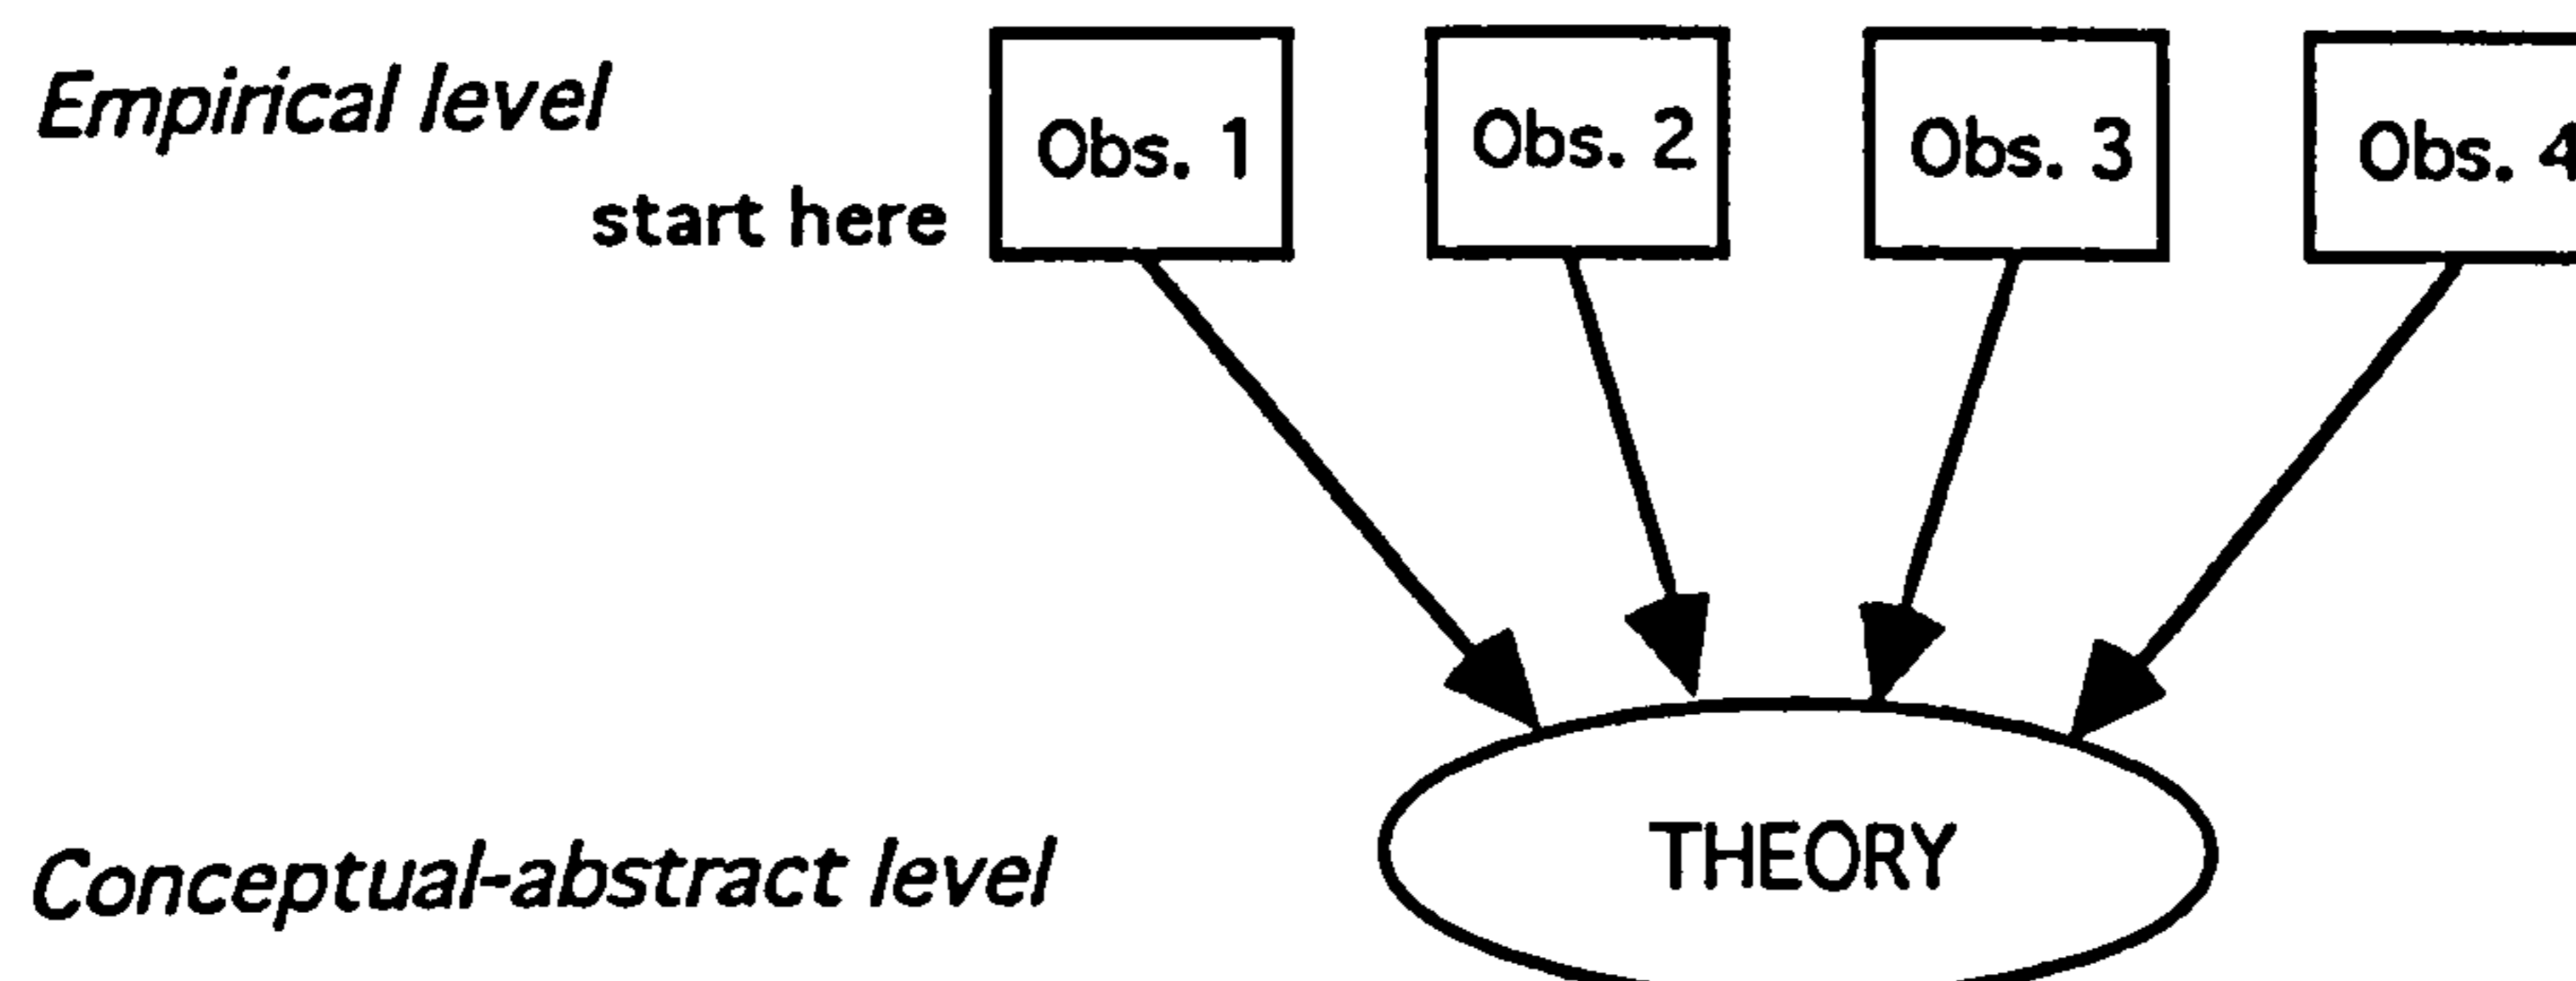 Empirical level
Obs. 1
Obs. 2
Obs. 3
Obs. 4
start here
Conceptual-abstract level
THEORY